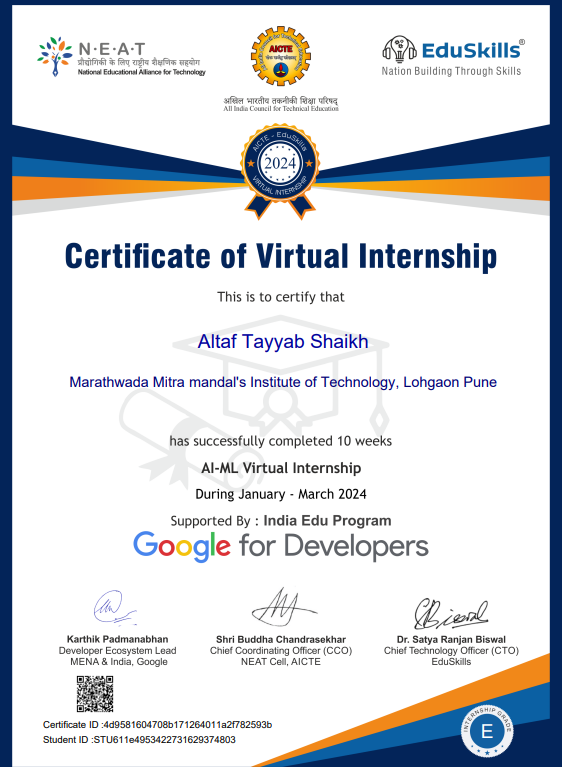 N·E·A·T
प्रौद्योगिकी के लिए राष्ट्रीय शैक्षणिक सहयोग
National Educational Alliance for Technology
AICTE
अखिल भारतीय तकनीकी शिक्षा परिषद्
All India Council for Technical Education
EduSkills®
Nation Building Through Skills
AICTE - EduSkills
2024
VIRTUAL INTERNSHIP
Certificate of Virtual Internship
This is to certify that
Altaf Tayyab Shaikh
Marathwada Mitra mandal's Institute of Technology, Lohgaon Pune
has successfully completed 10 weeks
AI-ML Virtual Internship
During January - March 2024
Supported By : India Edu Program
Google for Developers
Karthik Padmanabhan
Developer Ecosystem Lead
MENA & India, Google
Shri Buddha Chandrasekhar
Chief Coordinating Officer (CCO)
NEAT Cell, AICTE
Dr. Satya Ranjan Biswal
Chief Technology Officer (CTO)
EduSkills
Certificate ID :4d9581604708b171264011a2f782593b
Student ID :STU611e4953422731629374803
INTERNSHIP GRADE
E